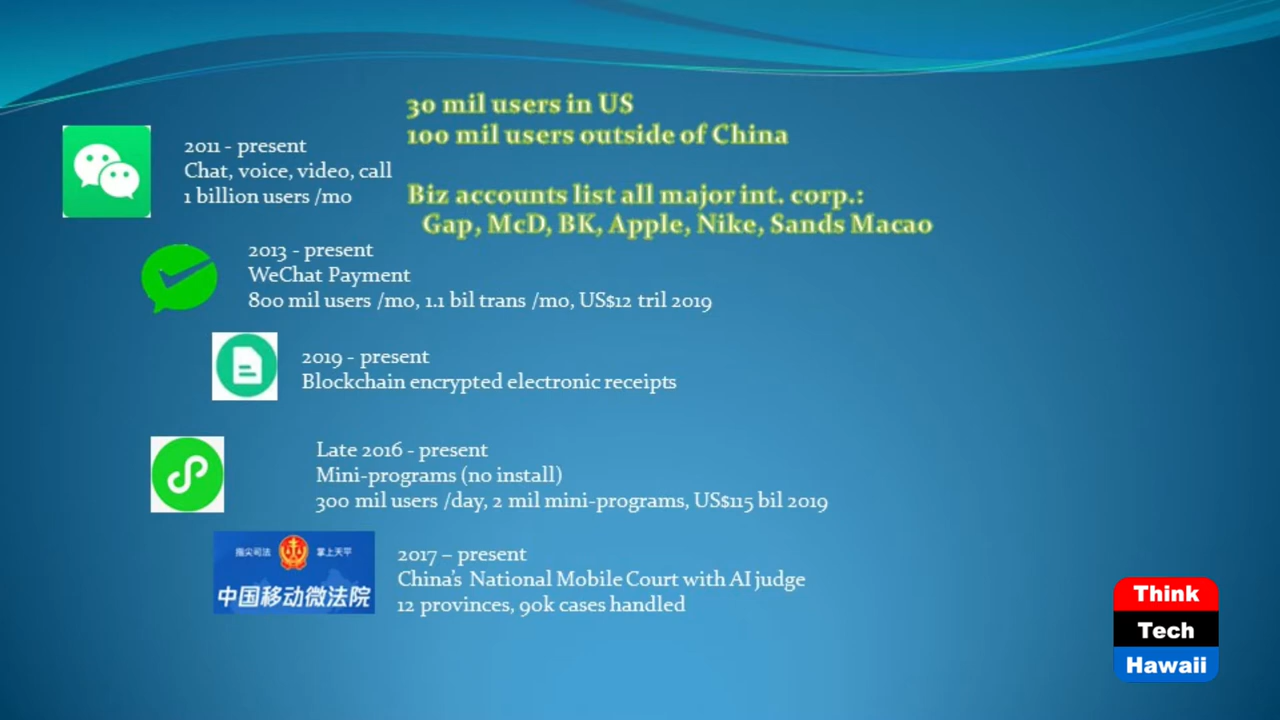 30 mil users in US
100 mil users outside of China
2011 - present
Chat, voice, video, call
1 billion users /mo
Biz accounts list all major int. corp.:
Gap, McD, BK, Apple, Nike, Sands Macao
2013 - present
WeChat Payment
800 mil users /mo, 1.1 bil trans /mo, US$12 tril 2019
2019 - present
Blockchain encrypted electronic receipts
Late 2016 - present
Mini-programs (no install)
300 mil users /day, 2 mil mini-programs, US$115 bil 2019
指尖司法 掌上天平
中国移动微法院
2017 – present
China's National Mobile Court with AI judge
12 provinces, 90k cases handled
Think
Tech
Hawaii